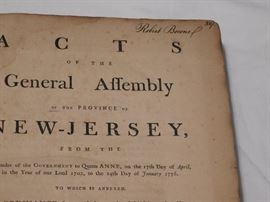 Robert Bowne
ACTS
OF THE
General Assembly
OF THE PROVINCE OF
NEW-JERSEY,
FROM THE
of the GOVERNMENT to Queen ANNE, on the 17th Day of April,
in the Year of our Lord 1702, to the 14th Day of January 1776.
TO WHICH IS ANNEXED